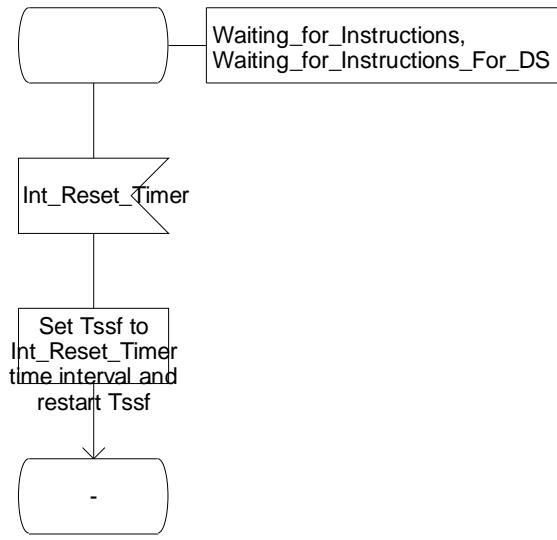 Waiting_for_Instructions,
Waiting_for_Instructions_For_DS
Int_Reset_Timer
Set Tssf to
Int_Reset_Timer
time interval and
restart Tssf
-